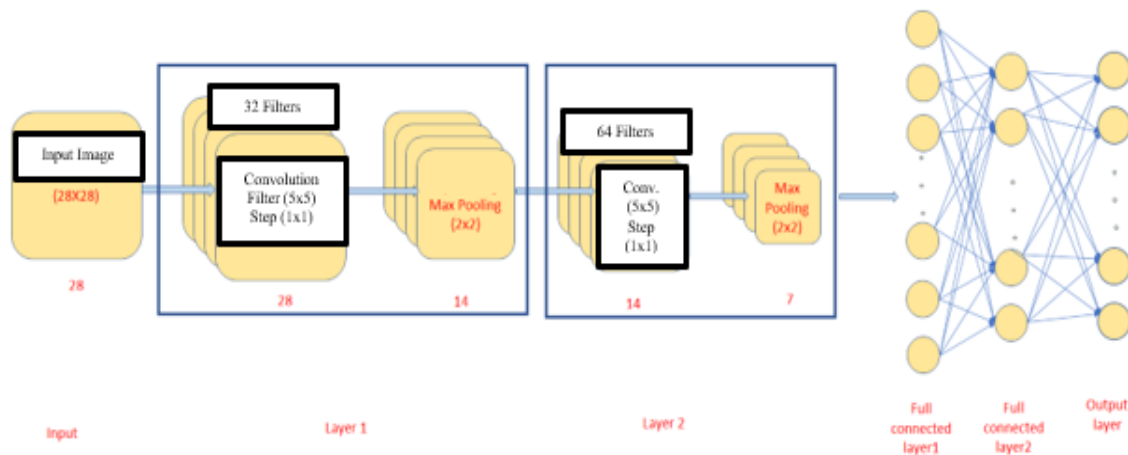 Input Image
(28X28)
28
32 Filters
Convolution
Filter (5x5)
Step (1x1)
28
Max Pooling
(2x2)
14
64 Filters
Conv.
(5x5)
Step
(1x1)
14
Max
Pooling
(2x2)
7
Input
Layer 1
Layer 2
Full
connected
layer1
Full
connected
layer2
Output
layer